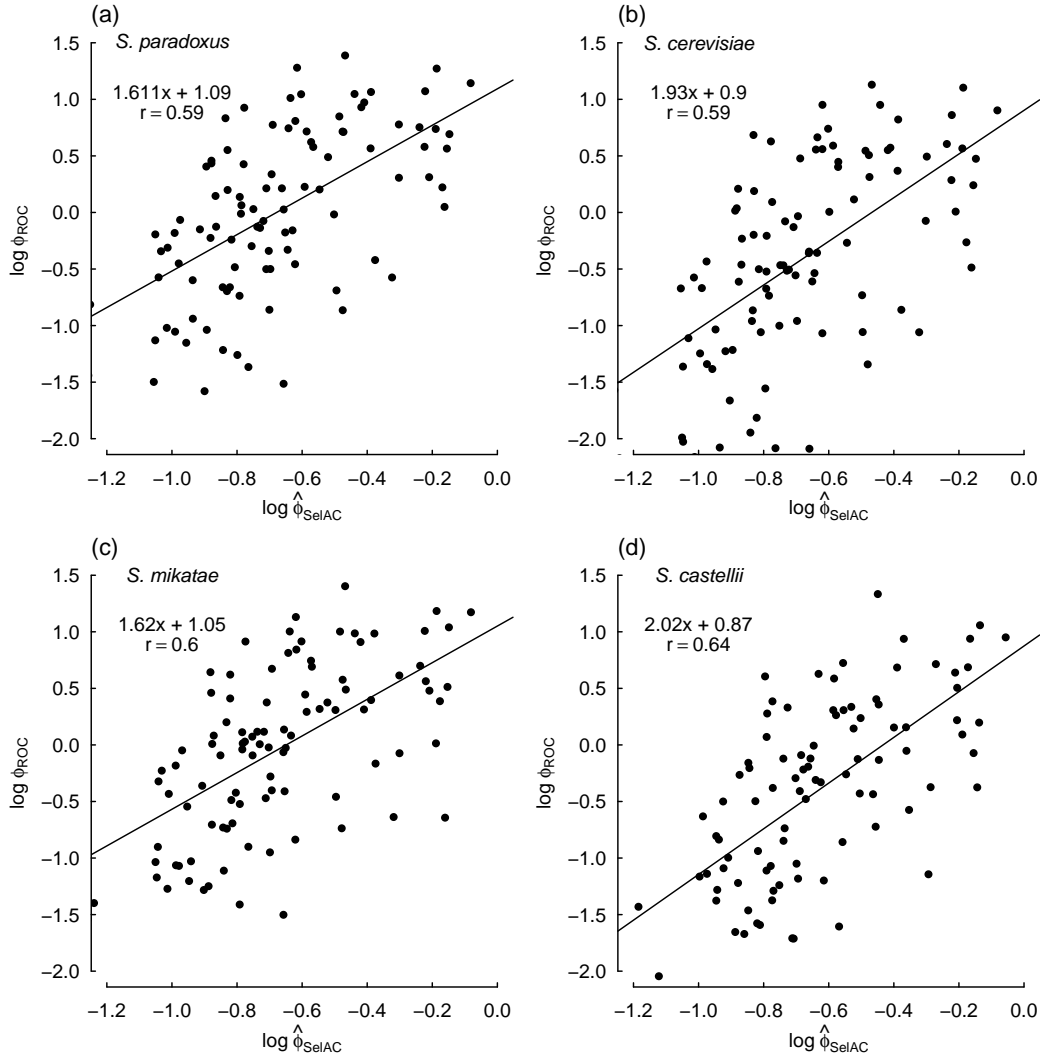 (a)
S. paradoxus
1.611x + 1.09
r = 0.59
1.5
1.0
0.5
0.0
−0.5
−1.0
−1.5
−2.0
log ϕROC
−1.2 −1.0 −0.8 −0.6 −0.4 −0.2 0.0
log ϕ̂SelAC
(b)
S. cerevisiae
1.93x + 0.9
r = 0.59
1.5
1.0
0.5
0.0
−0.5
−1.0
−1.5
−2.0
log ϕROC
−1.2 −1.0 −0.8 −0.6 −0.4 −0.2 0.0
log ϕ̂SelAC
(c)
S. mikatae
1.62x + 1.05
r = 0.6
1.5
1.0
0.5
0.0
−0.5
−1.0
−1.5
−2.0
log ϕROC
−1.2 −1.0 −0.8 −0.6 −0.4 −0.2 0.0
log ϕ̂SelAC
(d)
S. castellii
2.02x + 0.87
r = 0.64
1.5
1.0
0.5
0.0
−0.5
−1.0
−1.5
−2.0
log ϕROC
−1.2 −1.0 −0.8 −0.6 −0.4 −0.2 0.0
log ϕ̂SelAC